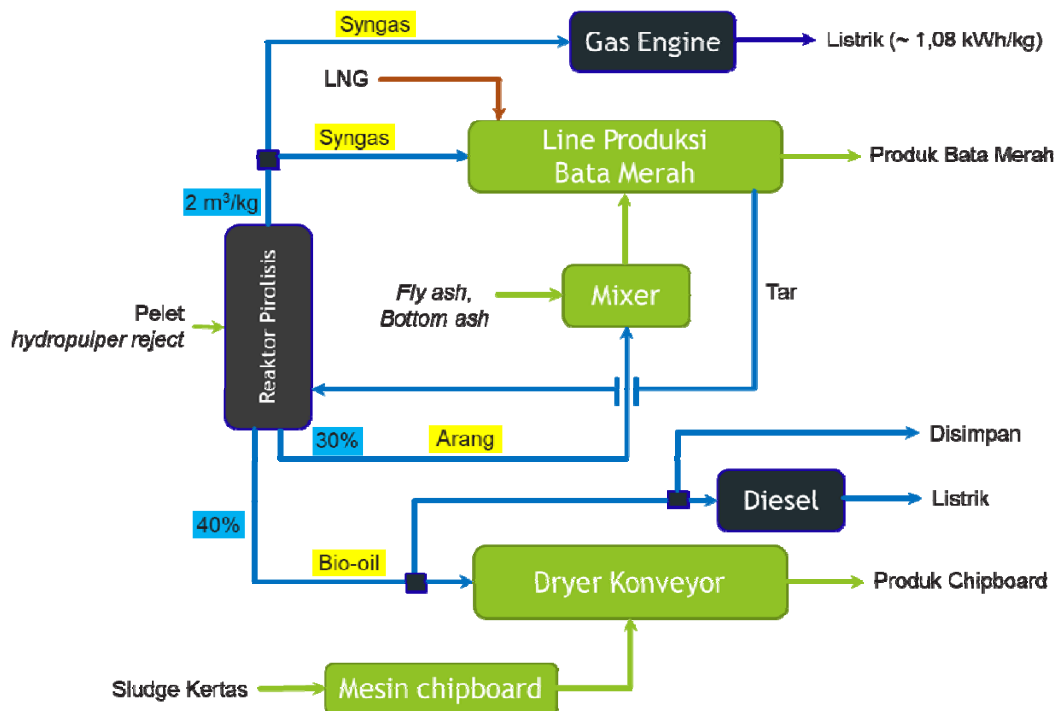 Syngas
Gas Engine
Listrik (~ 1,08 kWh/kg)
LNG
Syngas
Line Produksi
Bata Merah
Produk Bata Merah
2 m³/kg
Reaktor Pirolisis
Pelet
hydropulper reject
Fly ash,
Bottom ash
Mixer
Tar
30%
Arang
Disimpan
Diesel
Listrik
40%
Bio-oil
Dryer Konveyor
Produk Chipboard
Sludge Kertas
Mesin chipboard